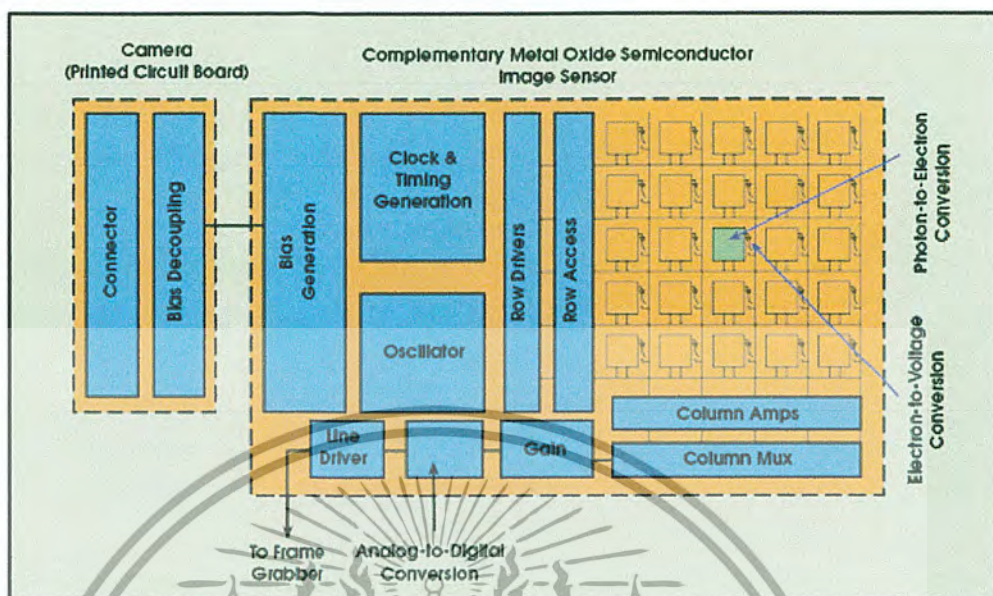 Camera
(Printed Circuit Board)
Complementary Metal Oxide Semiconductor
Image Sensor
Connector
Bias Decoupling
Bias
Generation
Clock &
Timing
Generation
Oscillator
Row Drivers
Row Access
Photon-to-Electron
Conversion
Electron-to-Voltage
Conversion
Column Amps
Column Mux
Line
Driver
Gain
To Frame
Grabber
Analog-to-Digital
Conversion